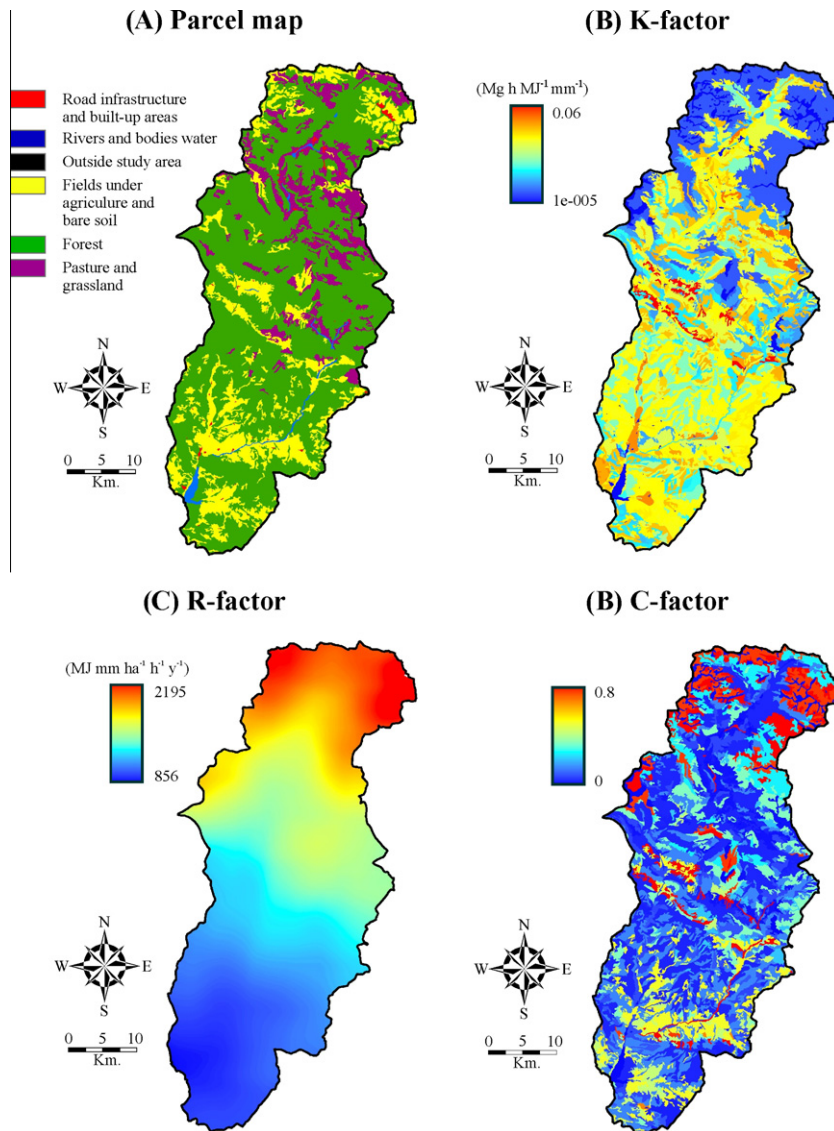 (A) Parcel map
Road infrastructure
and built-up areas
Rivers and bodies water
Outside study area
Fields under
agriculure and
bare soil
Forest
Pasture and
grassland
N
W E
S
0 5 10
Km.
(B) K-factor
(Mg h MJ⁻¹ mm⁻¹)
0.06
1e-005
N
W E
S
0 5 10
Km.
(C) R-factor
(MJ mm ha⁻¹ h⁻¹ y⁻¹)
2195
856
N
W E
S
0 5 10
Km.
(B) C-factor
0.8
0
N
W E
S
0 5 10
Km.